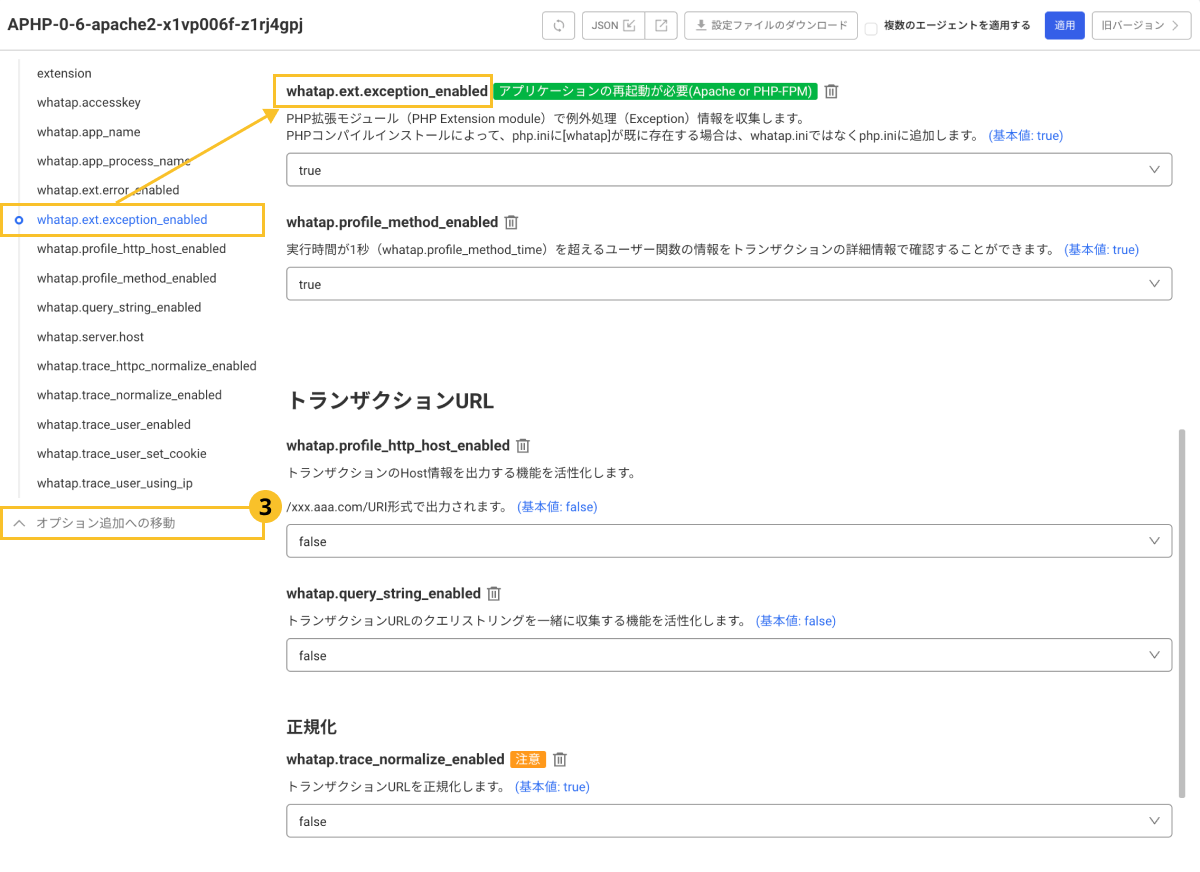 APHP-0-6-apache2-x1vp006f-z1rj4gpj
JSON
設定ファイルのダウンロード
複数のエージェントを適用する
適用
旧バージョン
extension
whatap.accesskey
whatap.app_name
whatap.app_process_name
whatap.ext.error_enabled
whatap.ext.exception_enabled
whatap.profile_http_host_enabled
whatap.profile_method_enabled
whatap.query_string_enabled
whatap.server.host
whatap.trace_httpc_normalize_enabled
whatap.trace_normalize_enabled
whatap.trace_user_enabled
whatap.trace_user_set_cookie
whatap.trace_user_using_ip
オプション追加への移動
3
whatap.ext.exception_enabled アプリケーションの再起動が必要(Apache or PHP-FPM)
PHP拡張モジュール（PHP Extension module）で例外処理（Exception）情報を収集します。
PHPコンパイルインストールによって、php.iniに[whatap]が既に存在する場合は、whatap.iniではなくphp.iniに追加します。 (基本値: true)
true
whatap.profile_method_enabled
実行時間が1秒（whatap.profile_method_time）を超えるユーザー関数の情報をトランザクションの詳細情報で確認することができます。 (基本値: true)
true
トランザクションURL
whatap.profile_http_host_enabled
トランザクションのHost情報を出力する機能を活性化します。
/xxx.aaa.com/URI形式で出力されます。 (基本値: false)
false
whatap.query_string_enabled
トランザクションURLのクエリストリングを一緒に収集する機能を活性化します。 (基本値: false)
false
正規化
whatap.trace_normalize_enabled 注意
トランザクションURLを正規化します。 (基本値: true)
false